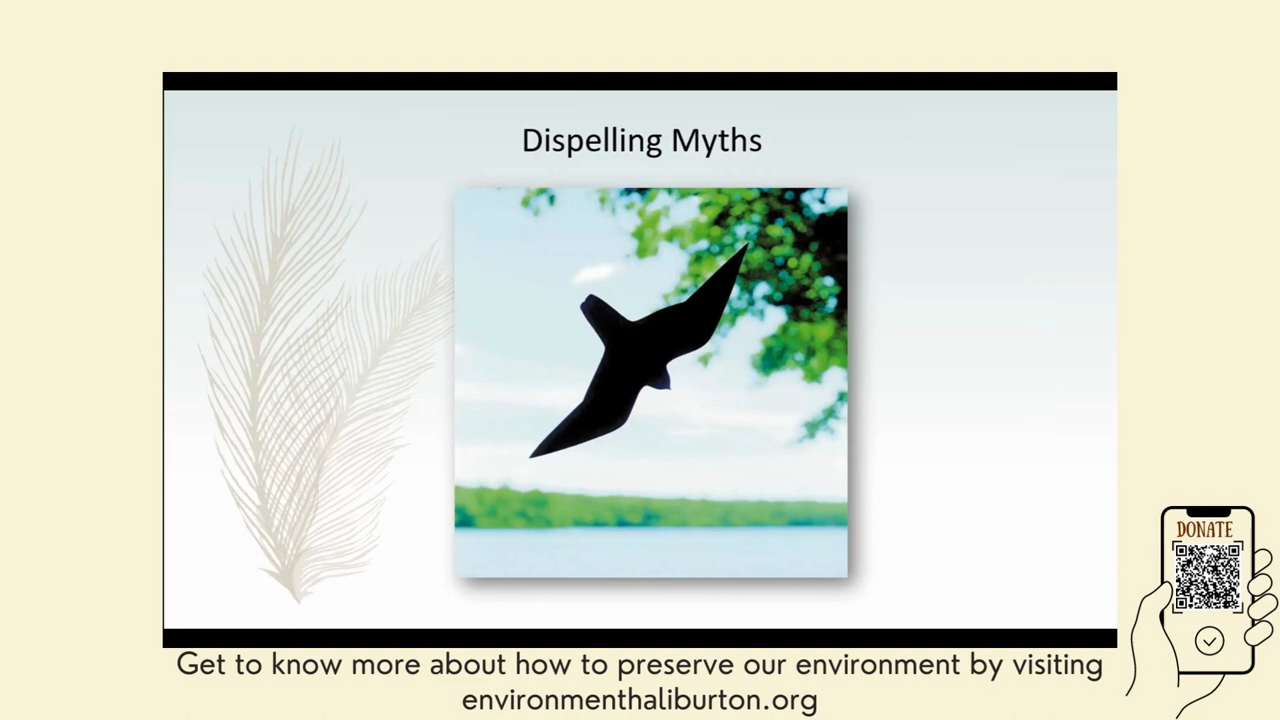 Dispelling Myths
DONATE
Get to know more about how to preserve our environment by visiting
environmenthaliburton.org